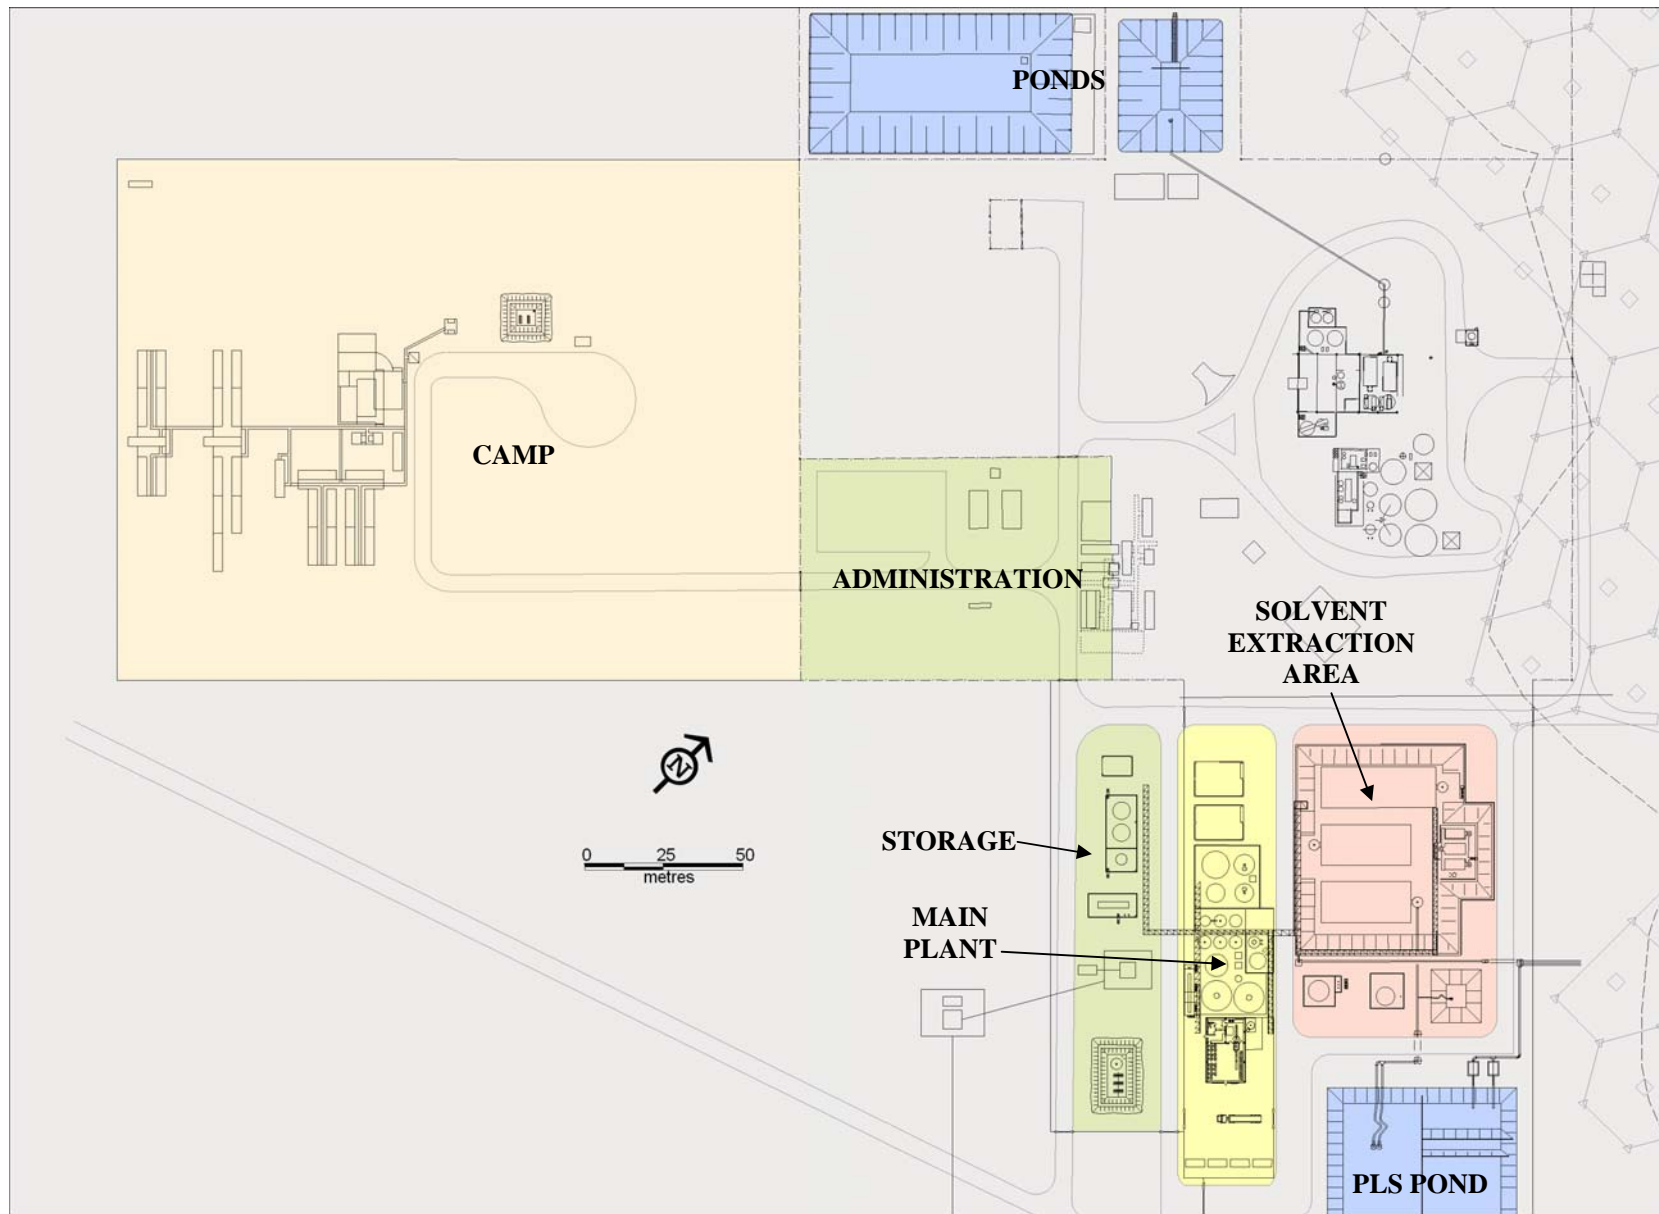 PONDS
CAMP
ADMINISTRATION
SOLVENT
EXTRACTION
AREA
N
0 25 50
metres
STORAGE
MAIN
PLANT
PLS POND